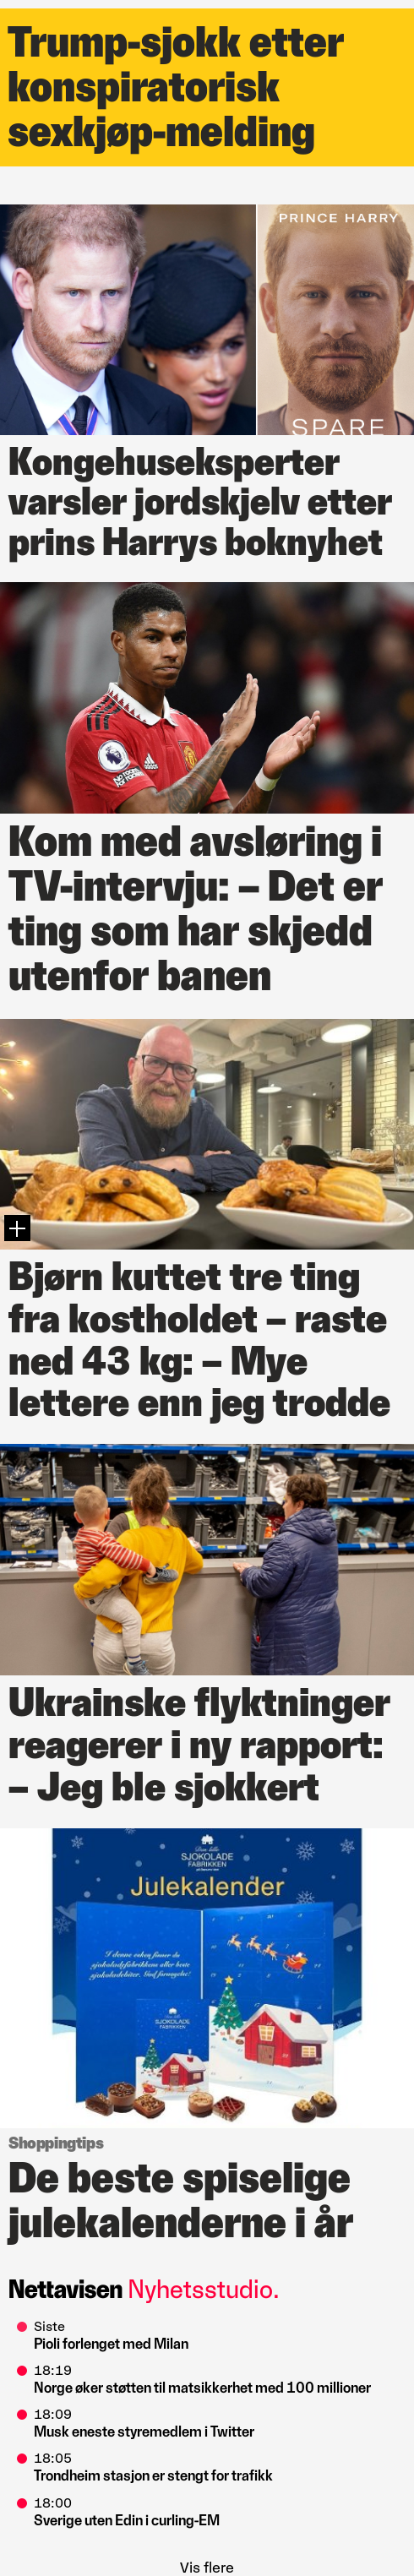 Trump-sjokk etter
konspiratorisk
sexkjøp-melding
PRINCE HARRY
SPARE
Kongehuseksperter
varsler jordskjelv etter
prins Harrys boknyhet
Kom med avsløring i
TV-intervju: – Det er
ting som har skjedd
utenfor banen
Bjørn kuttet tre ting
fra kostholdet – raste
ned 43 kg: – Mye
lettere enn jeg trodde
Ukrainske flyktninger
reagerer i ny rapport:
– Jeg ble sjokkert
SJOKOLADE
FABRIKKEN
Julekalender
SJOKOLADE
FABRIKKEN
Shoppingtips
De beste spiselige
julekalenderne i år
Nettavisen Nyhetsstudio.
Siste
Pioli forlenget med Milan
18:19
Norge øker støtten til matsikkerhet med 100 millioner
18:09
Musk eneste styremedlem i Twitter
18:05
Trondheim stasjon er stengt for trafikk
18:00
Sverige uten Edin i curling-EM
Vis flere